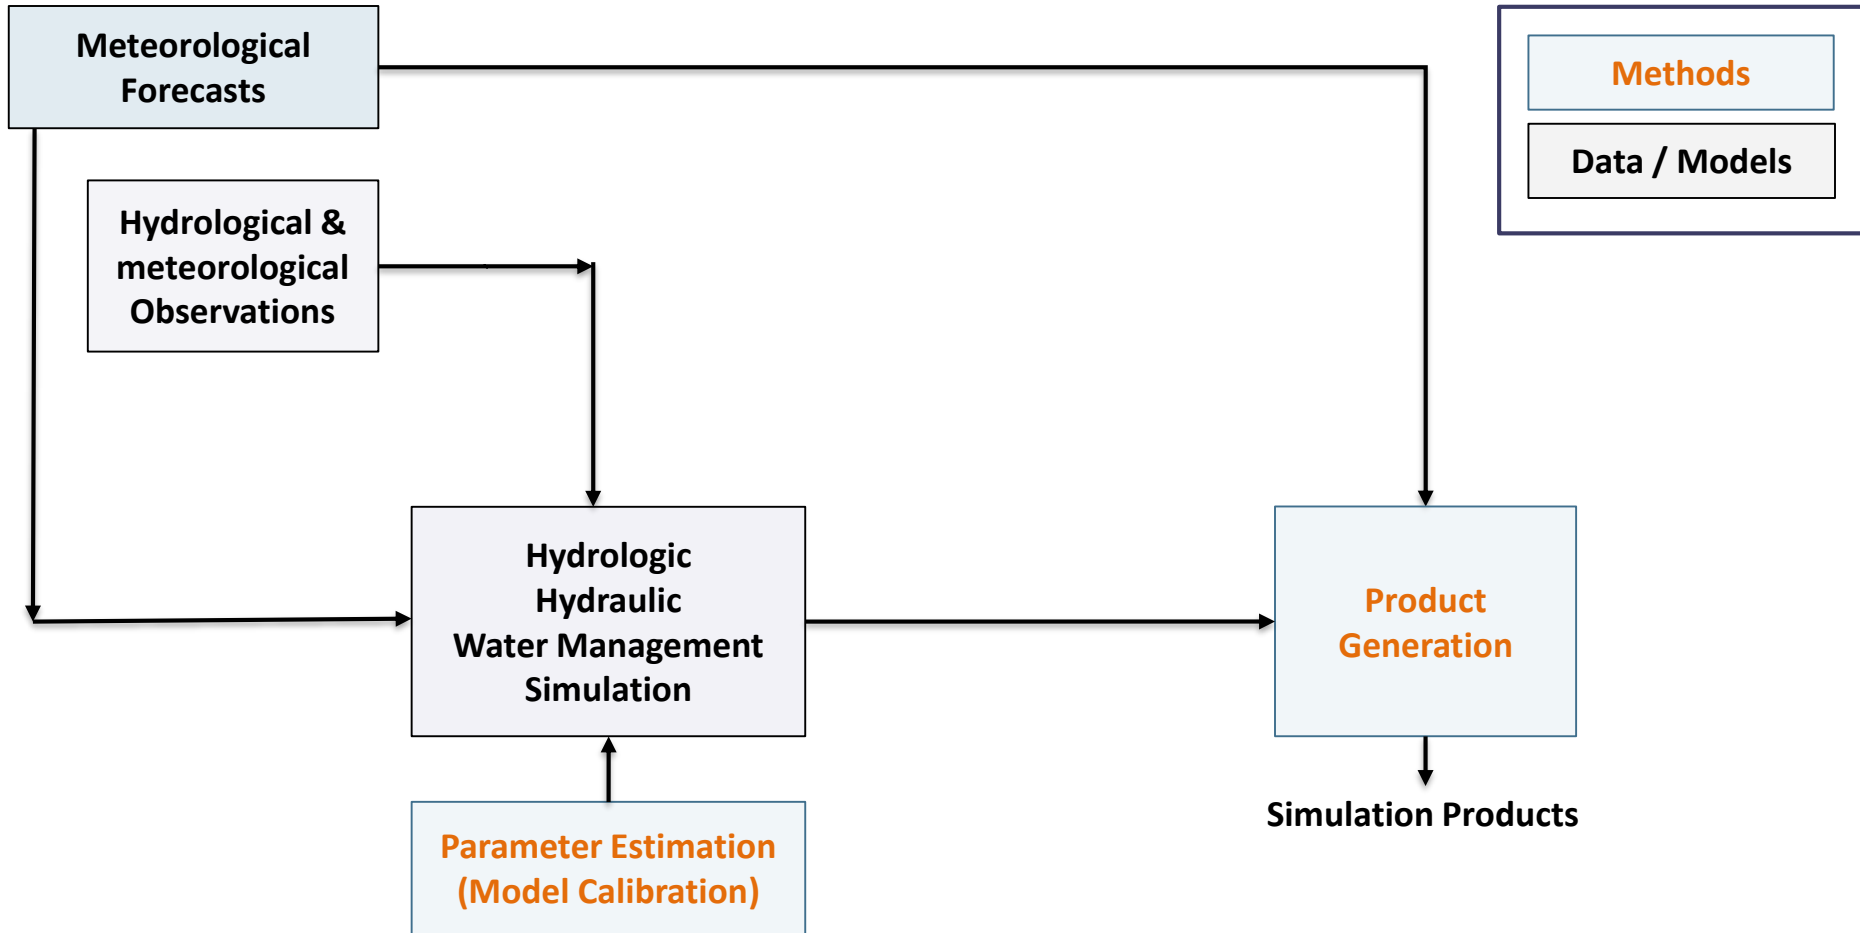 Meteorological
Forecasts
Methods
Data / Models
Hydrological &
meteorological
Observations
Hydrologic
Hydraulic
Water Management
Simulation
Product
Generation
Simulation Products
Parameter Estimation
(Model Calibration)